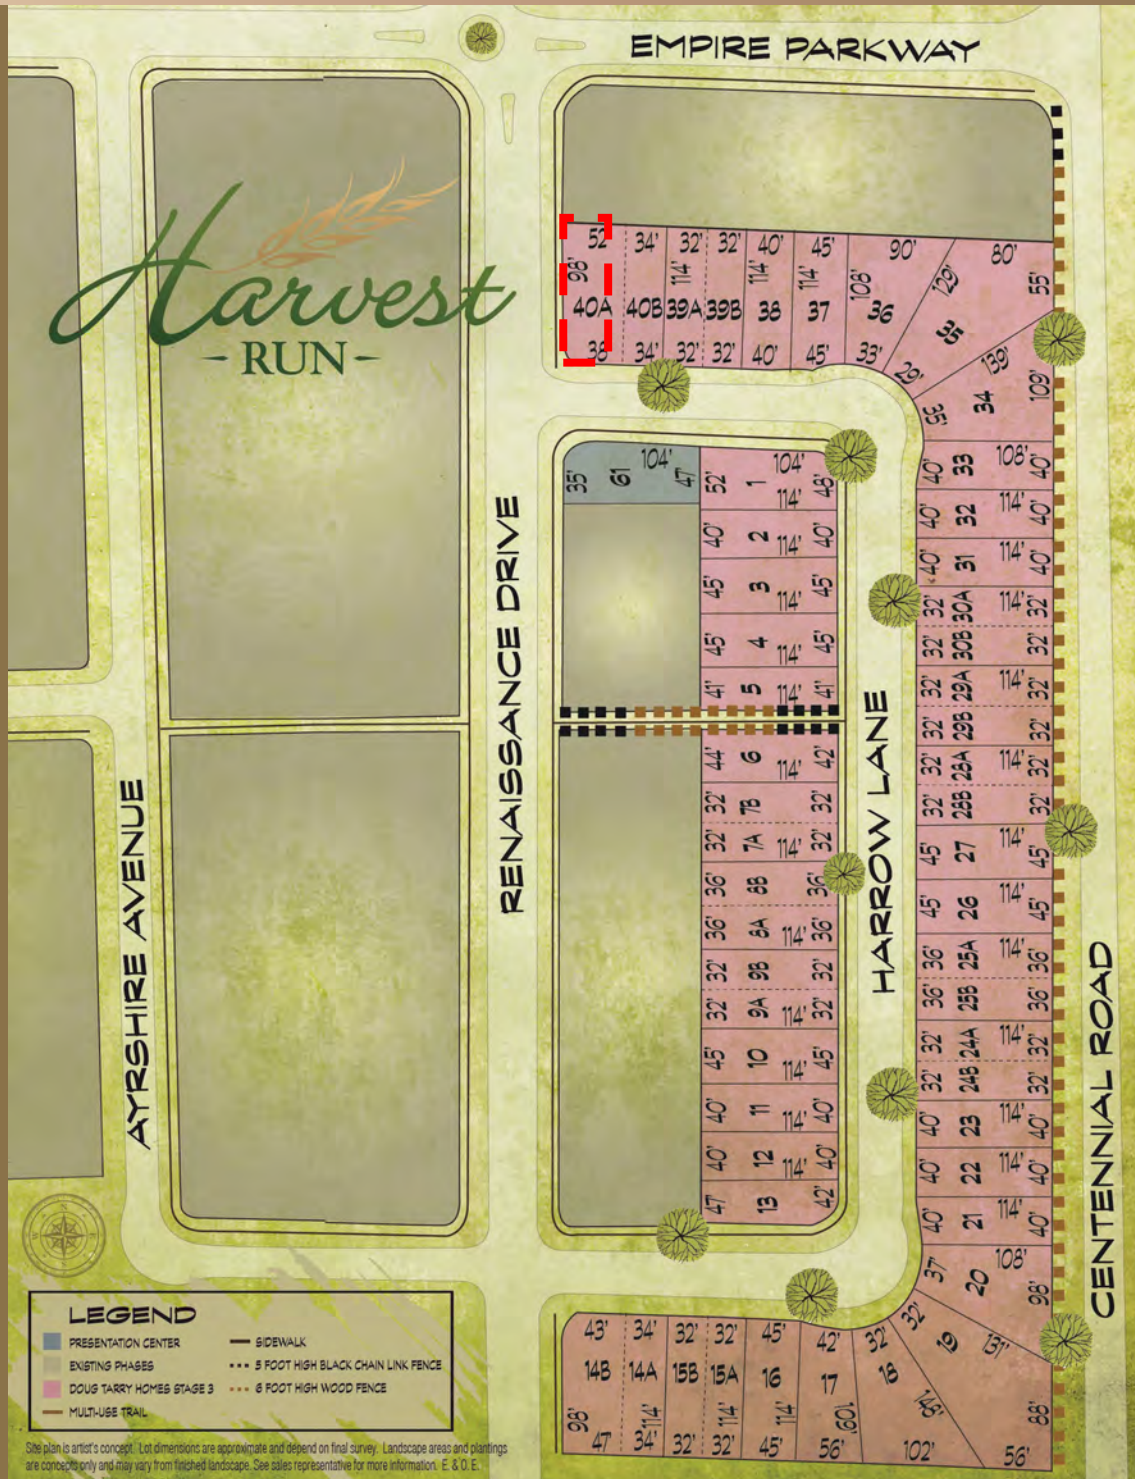 EMPIRE PARKWAY
Harvest
- RUN -
52' 34' 32' 32' 40' 45' 90' 80'
98' 114' 114' 114' 108' 129' 55'
40A 40B 39A 39B 38 37 36 35
38' 34' 32' 32' 40' 45' 33' 29'
139' 109'
35' 34
35' 61 104' 47'
52' 1 104' 114' 48'
40' 2 114' 40'
45' 3 114' 45'
45' 4 114' 45'
41' 5 114' 41'
44' 6 114' 42'
32' 7B 32'
32' 7A 114' 32'
36' 8B 36'
36' 8A 114' 36'
32' 9B 32'
32' 9A 114' 32'
45' 10 114' 45'
40' 11 114' 40'
40' 12 114' 40'
47' 13 42'
40' 33 108' 40'
40' 32 114' 40'
40' 31 114' 40'
32' 30A 114' 32'
32' 30B 32'
32' 29A 114' 32'
32' 29B 32'
32' 28A 114' 32'
32' 28B 32'
45' 27 114' 45'
45' 26 114' 45'
36' 25A 114' 36'
36' 25B 36'
32' 24A 114' 32'
32' 24B 32'
40' 23 114' 40'
40' 22 114' 40'
40' 21 114' 40'
37' 20 108' 98'
32' 19 131' 88'
43' 34' 32' 32' 45' 42' 32'
14B 14A 15B 15A 16 17 18
98' 114' 114' 114' 109' 146'
47' 34' 32' 32' 45' 56' 102' 56'
AYRSHIRE AVENUE
RENAISSANCE DRIVE
HARROW LANE
CENTENNIAL ROAD
N
E
S
W
LEGEND
PRESENTATION CENTER
EXISTING PHASES
DOUG TARRY HOMES STAGE 3
MULTI-USE TRAIL
SIDEWALK
5 FOOT HIGH BLACK CHAIN LINK FENCE
6 FOOT HIGH WOOD FENCE
Site plan is artist's concept. Lot dimensions are approximate and depend on final survey. Landscape areas and plantings
are concepts only and may vary from finished landscape. See sales representative for more information. E. & O. E.